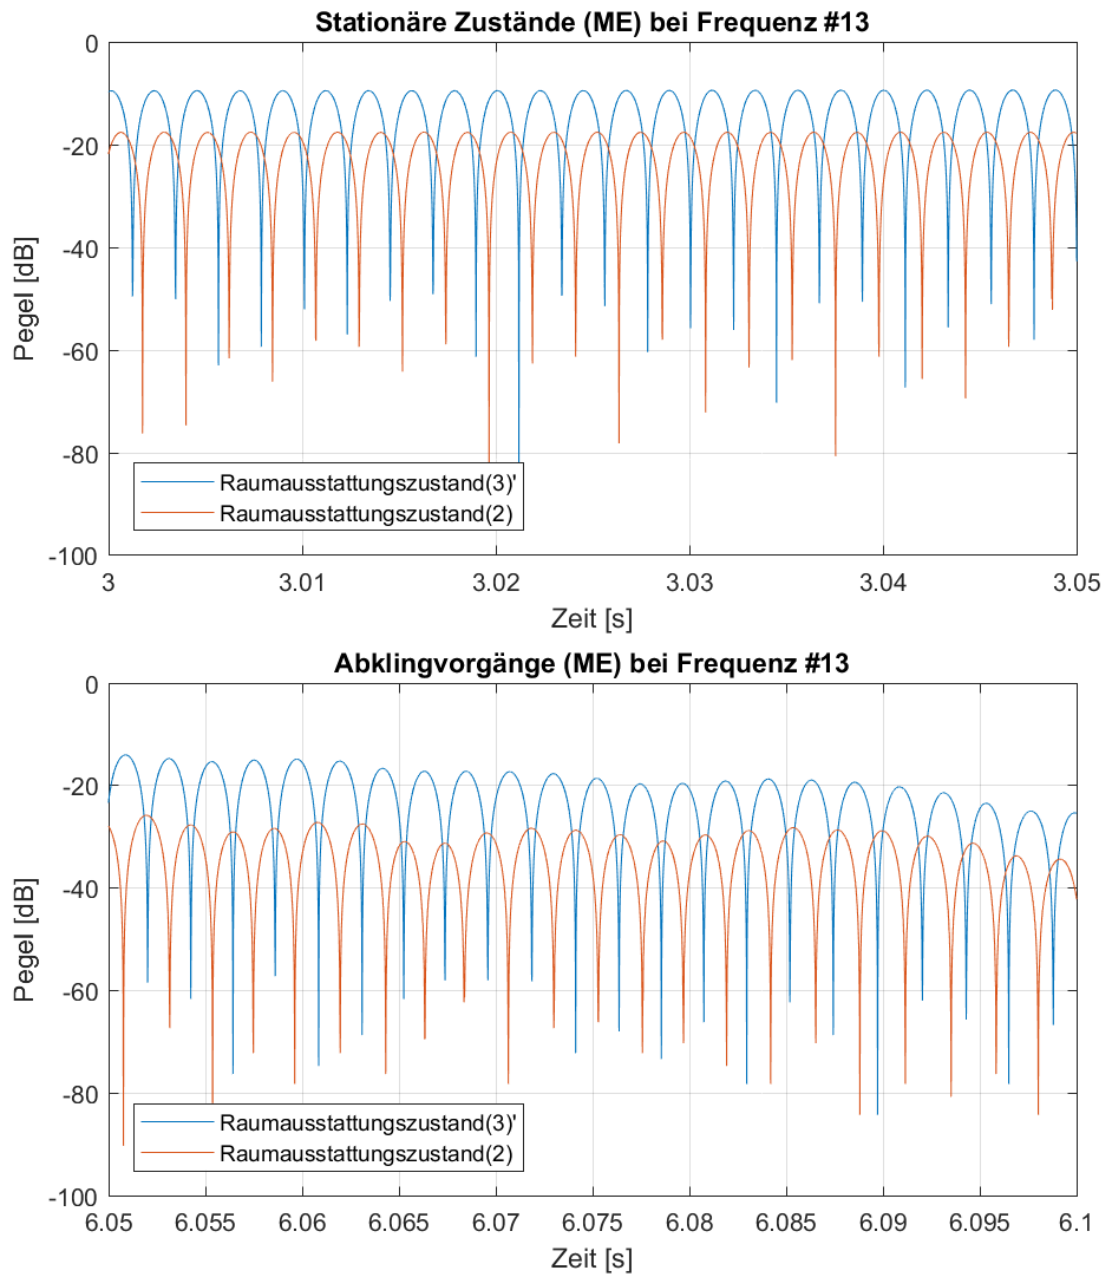 Stationäre Zustände (ME) bei Frequenz #13
0
-20
-40
-60
-80
-100
Pegel [dB]
Raumausstattungszustand(3)'
Raumausstattungszustand(2)
3 3.01 3.02 3.03 3.04 3.05
Zeit [s]
Abklingvorgänge (ME) bei Frequenz #13
0
-20
-40
-60
-80
-100
Pegel [dB]
Raumausstattungszustand(3)'
Raumausstattungszustand(2)
6.05 6.055 6.06 6.065 6.07 6.075 6.08 6.085 6.09 6.095 6.1
Zeit [s]